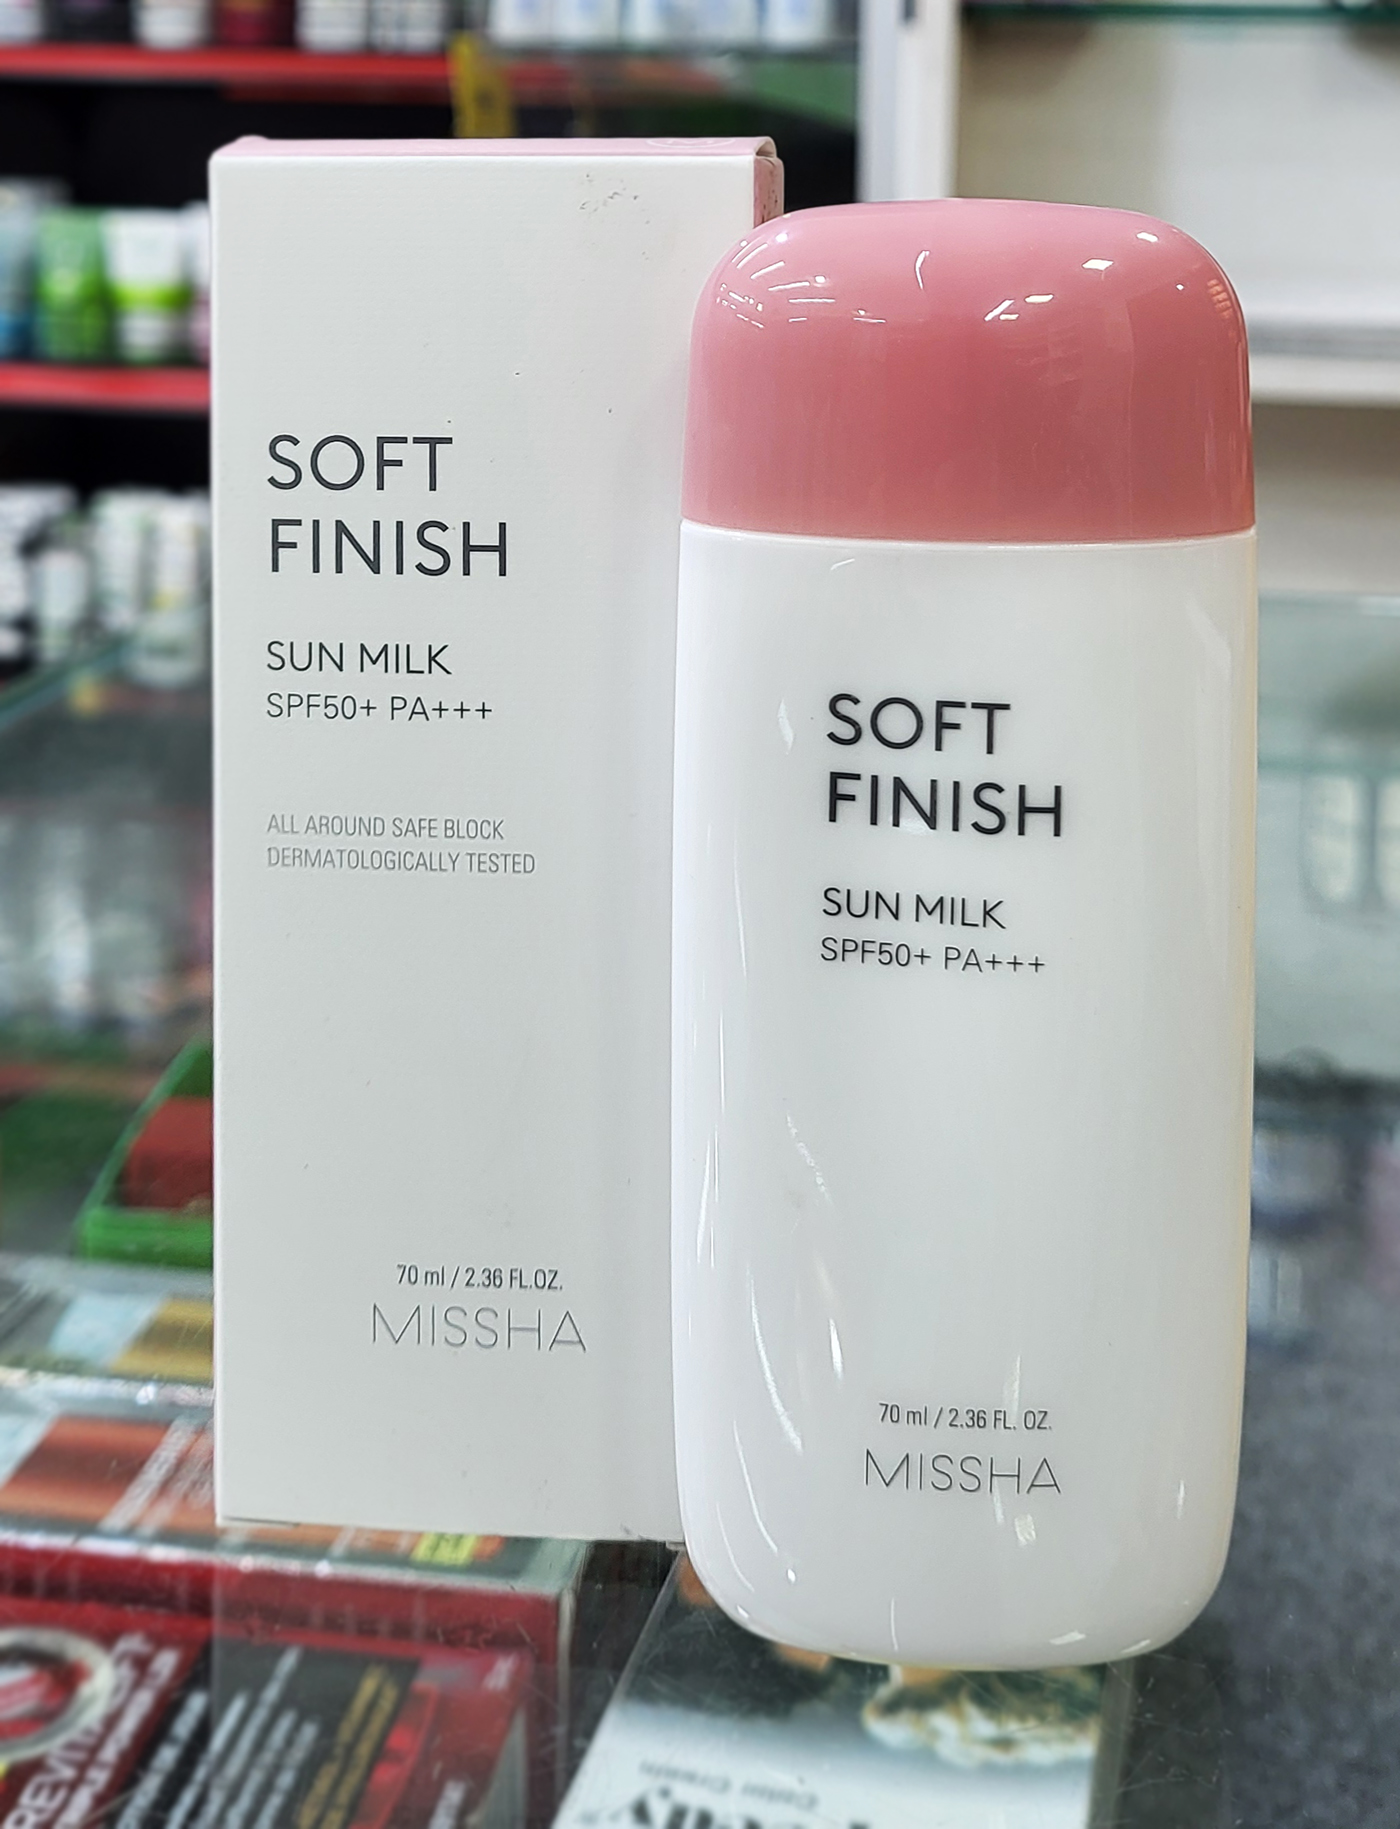 SOFT
FINISH
SUN MILK
SPF50+ PA+++
ALL AROUND SAFE BLOCK
DERMATOLOGICALLY TESTED
70 ml / 2.36 FL.OZ.
MISSHA
SOFT
FINISH
SUN MILK
SPF50+ PA+++
70 ml / 2.36 FL. OZ.
MISSHA